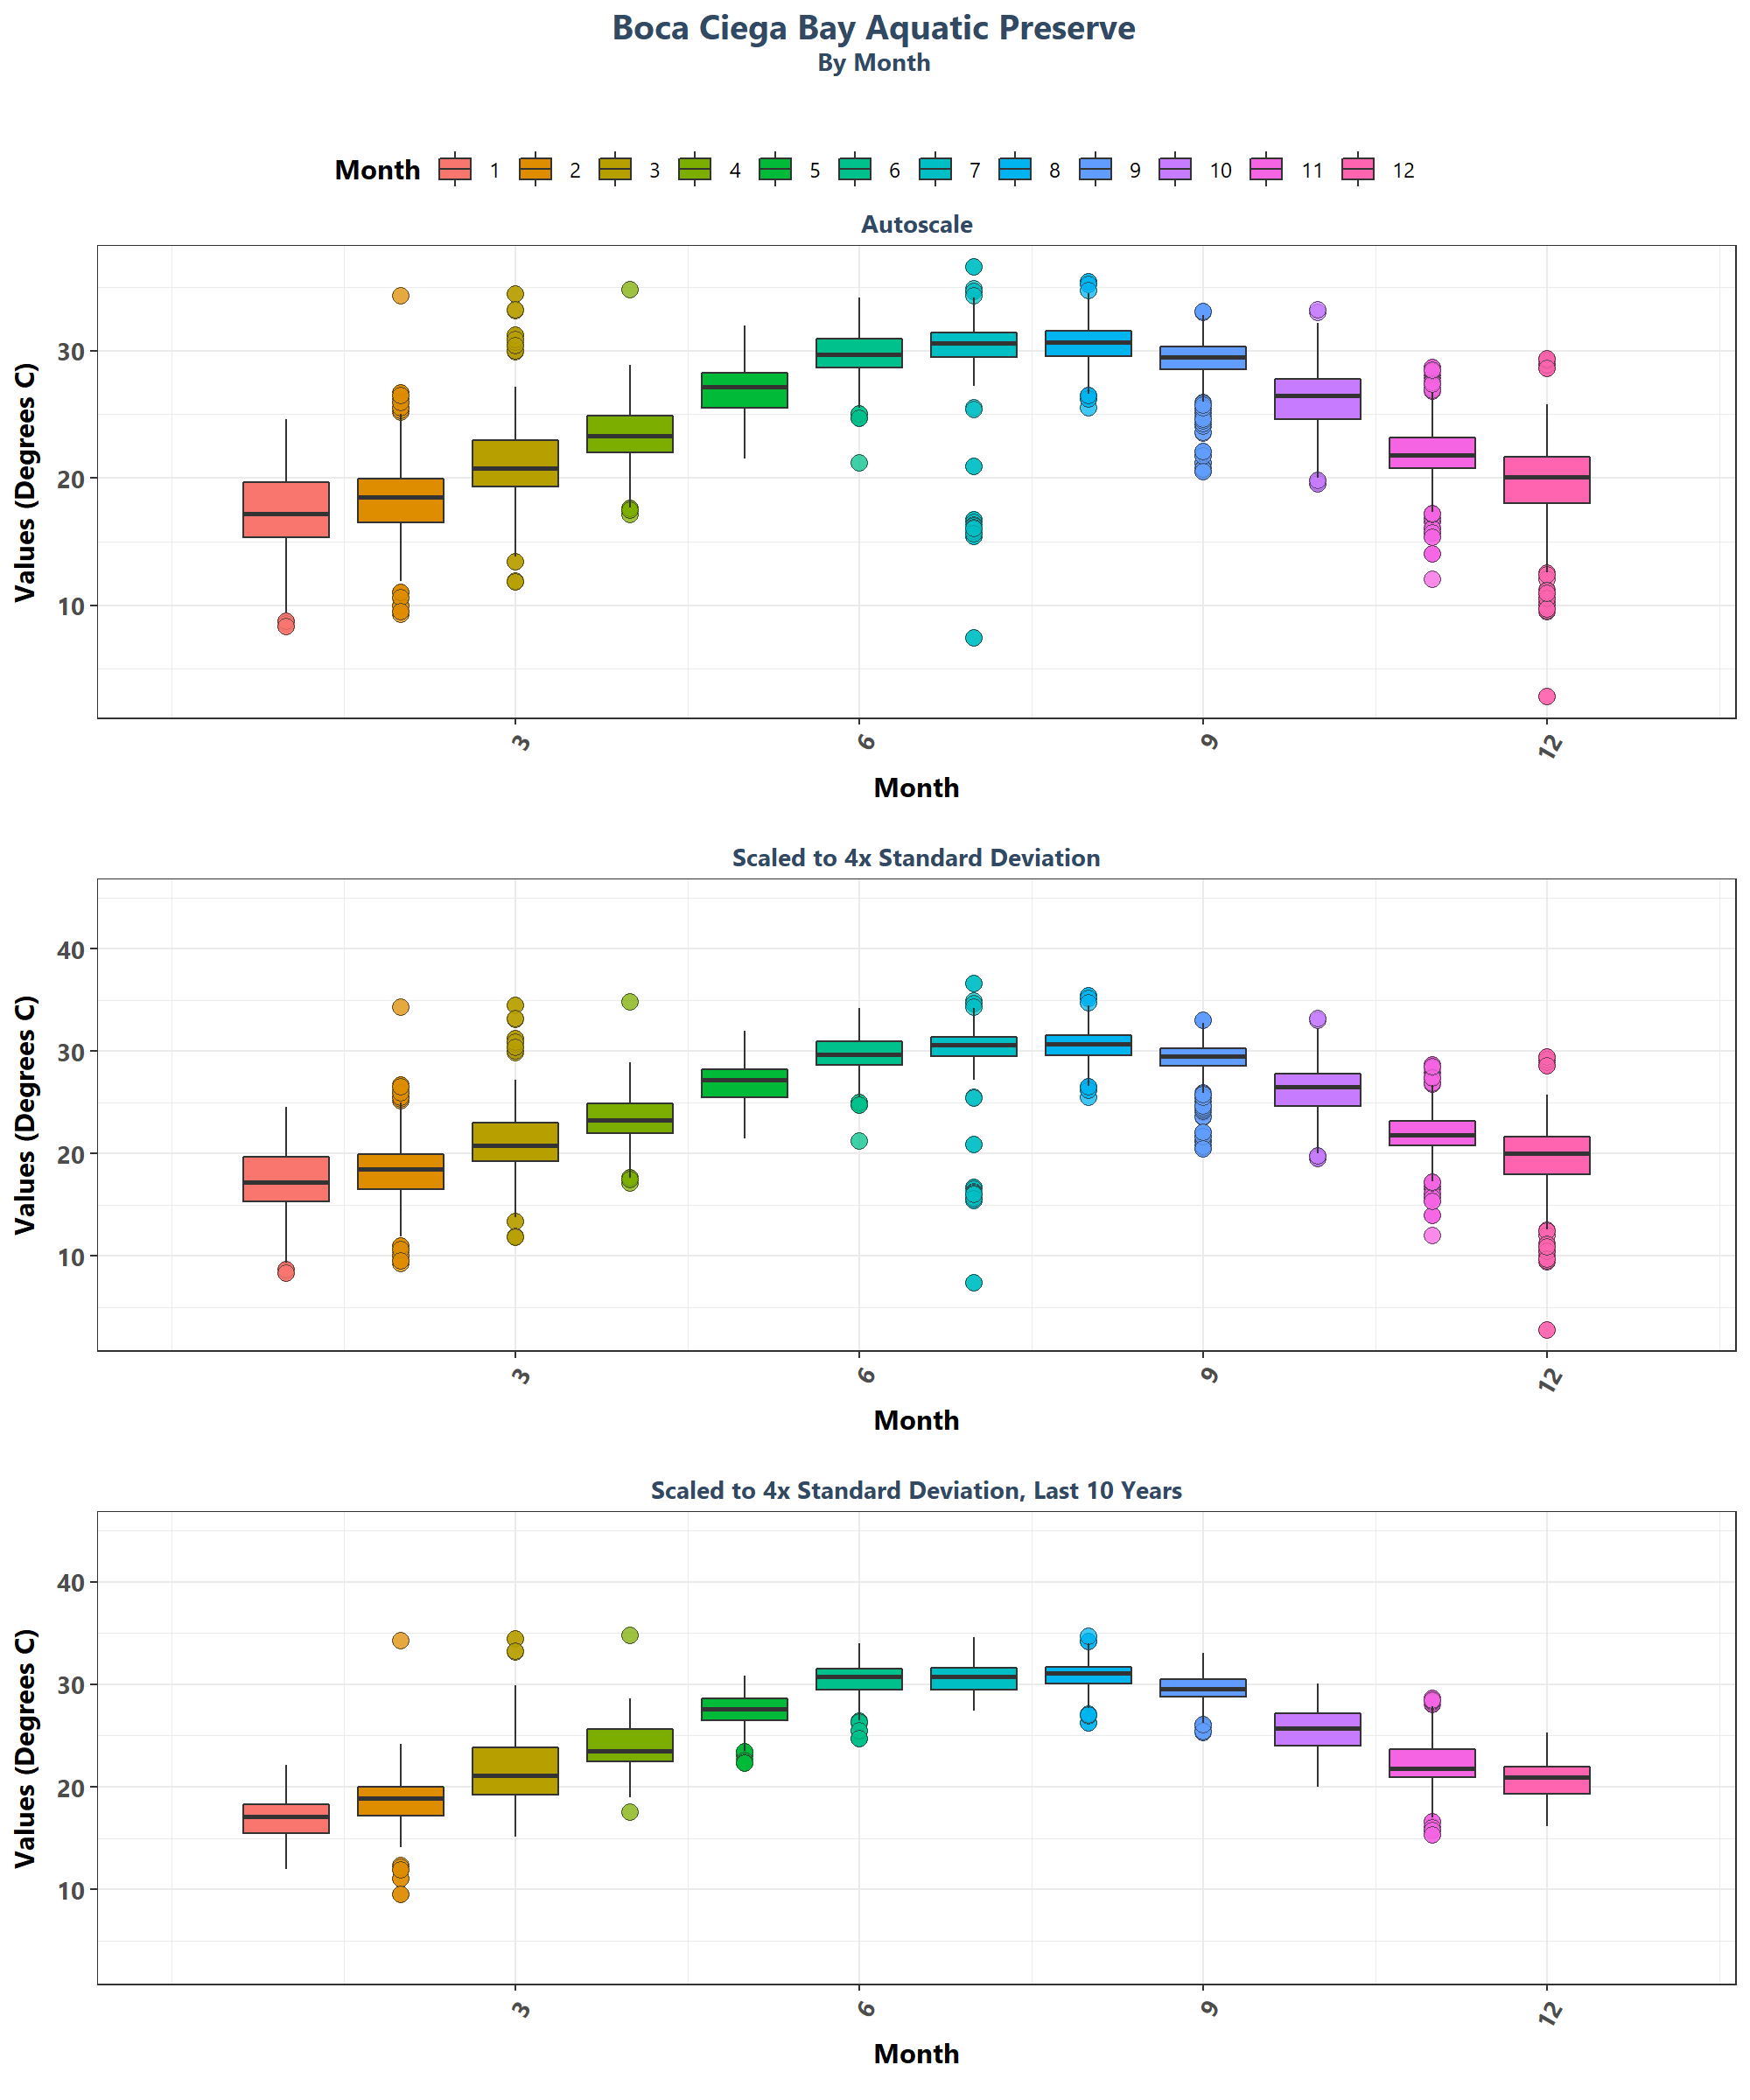 Boca Ciega Bay Aquatic Preserve
By Month
Month 1 2 3 4 5 6 7 8 9 10 11 12
Autoscale
Values (Degrees C)
30
20
10
3 6 9 12
Month
Scaled to 4x Standard Deviation
Values (Degrees C)
40
30
20
10
3 6 9 12
Month
Scaled to 4x Standard Deviation, Last 10 Years
Values (Degrees C)
40
30
20
10
3 6 9 12
Month